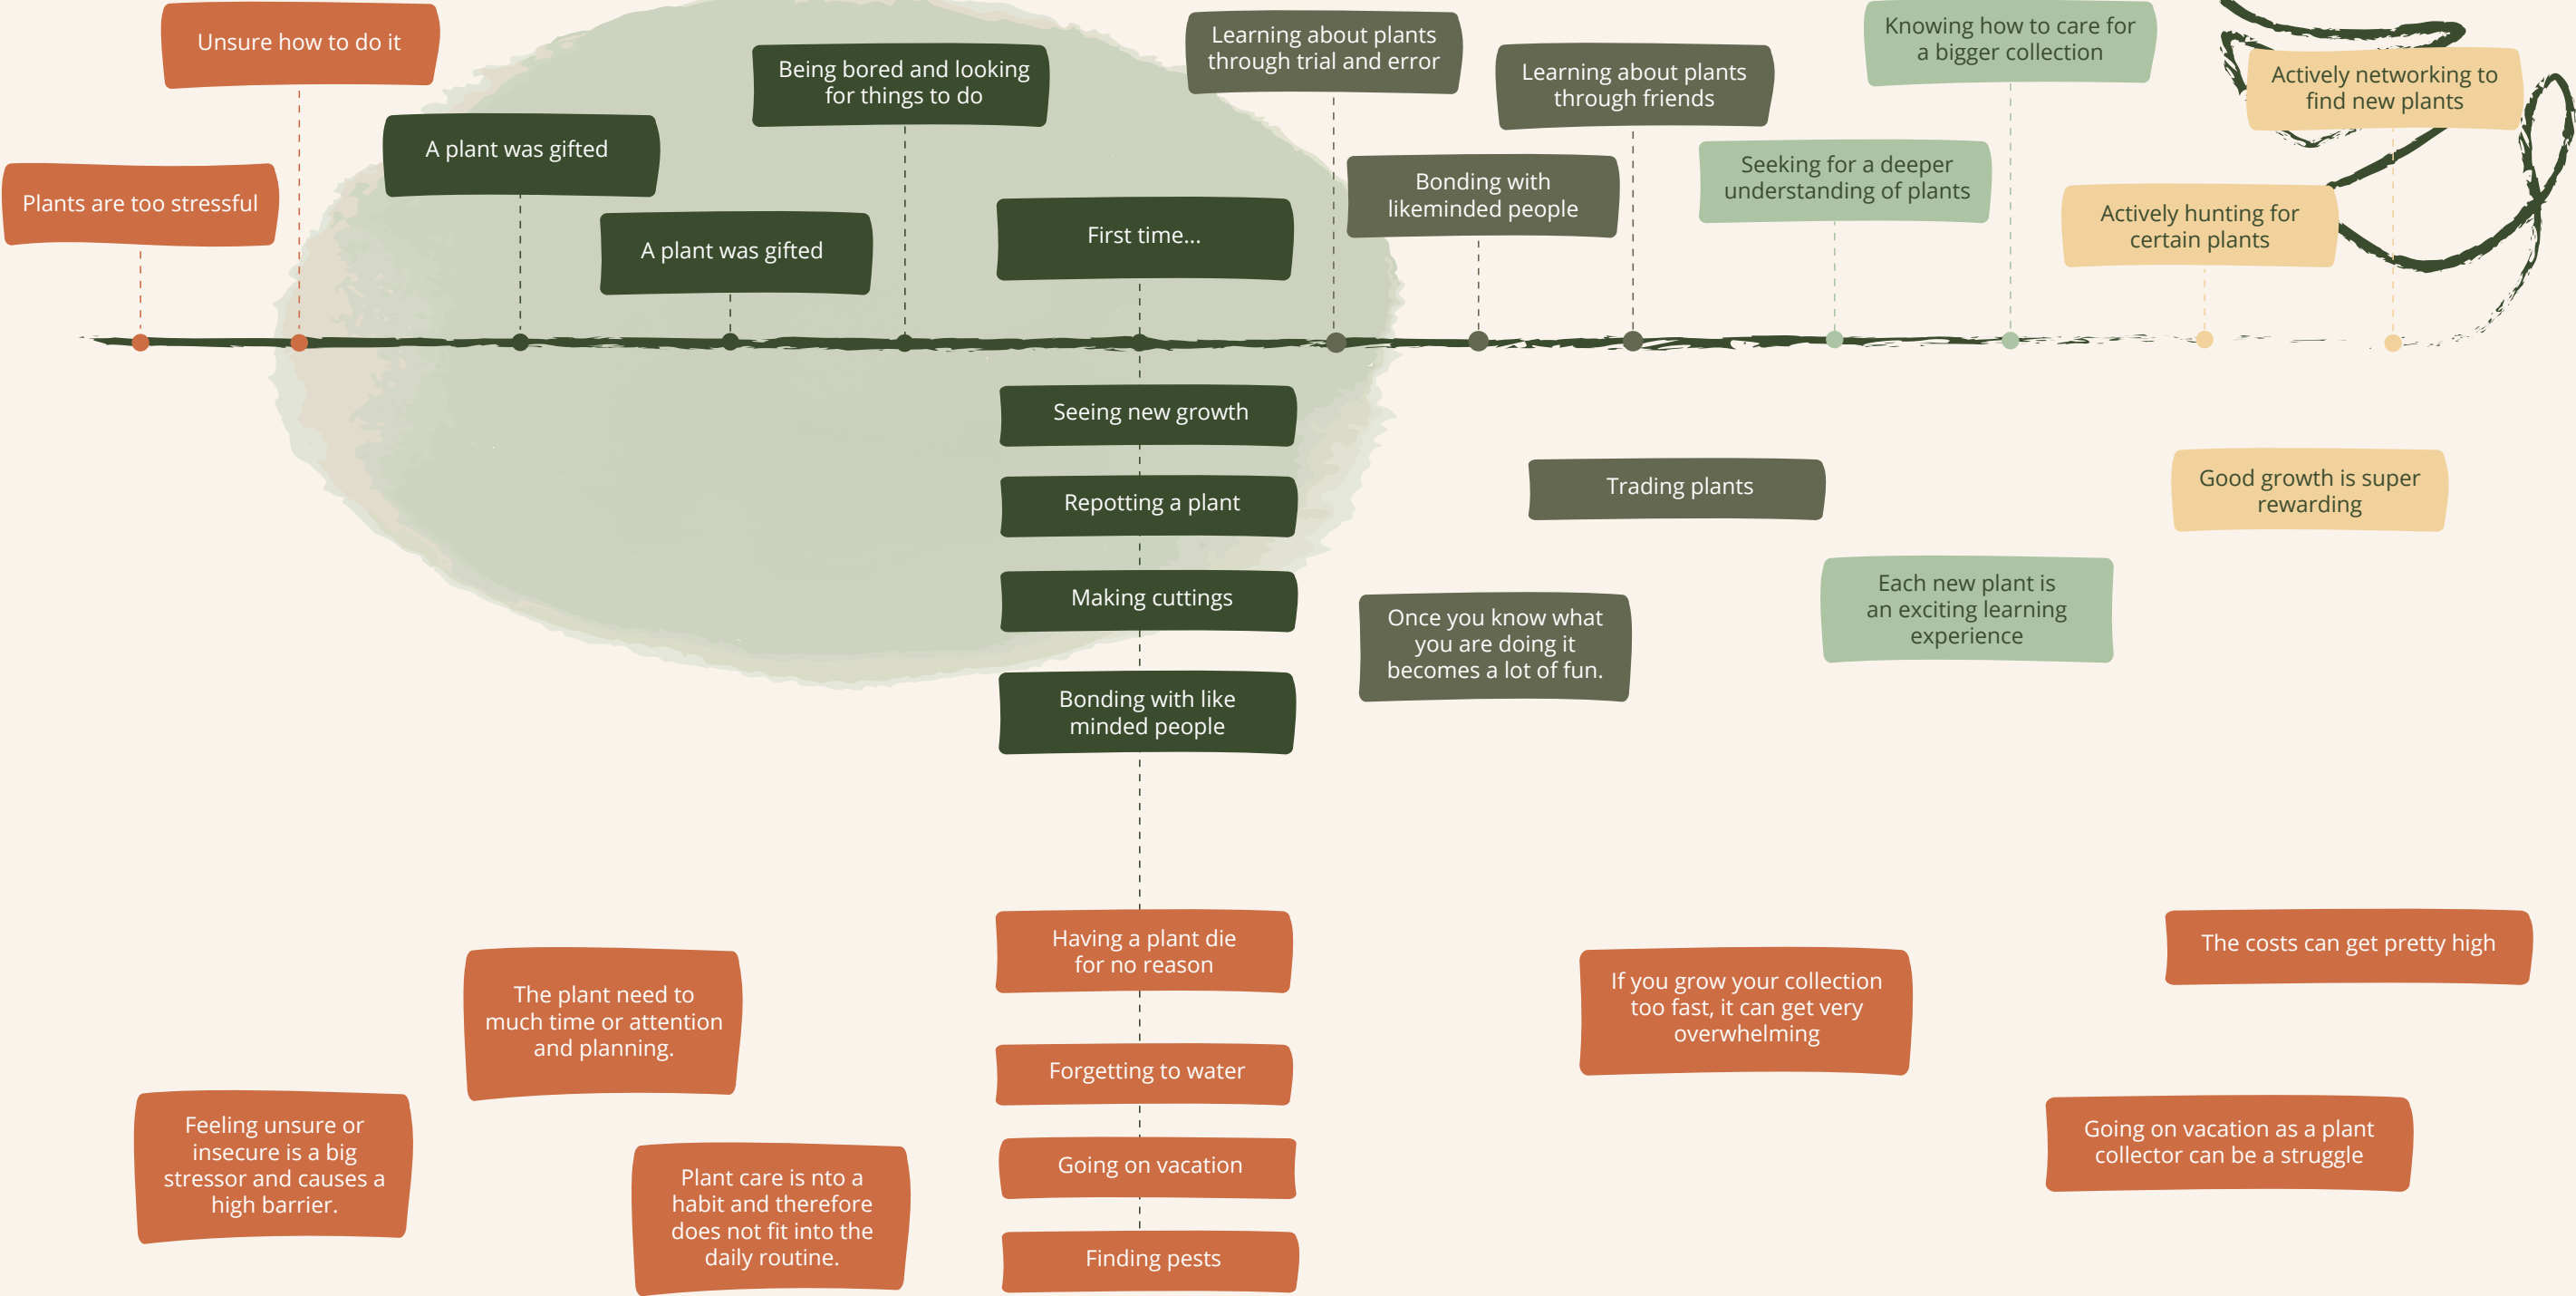 Unsure how to do it
Plants are too stressful
A plant was gifted
A plant was gifted
Being bored and looking
for things to do
First time...
Learning about plants
through trial and error
Bonding with
likeminded people
Learning about plants
through friends
Seeking for a deeper
understanding of plants
Knowing how to care for
a bigger collection
Actively hunting for
certain plants
Actively networking to
find new plants
Seeing new growth
Repotting a plant
Making cuttings
Bonding with like
minded people
Trading plants
Once you know what
you are doing it
becomes a lot of fun.
Each new plant is
an exciting learning
experience
Good growth is super
rewarding
Feeling unsure or
insecure is a big
stressor and causes a
high barrier.
The plant need to
much time or attention
and planning.
Plant care is nto a
habit and therefore
does not fit into the
daily routine.
Having a plant die
for no reason
Forgetting to water
Going on vacation
Finding pests
If you grow your collection
too fast, it can get very
overwhelming
The costs can get pretty high
Going on vacation as a plant
collector can be a struggle